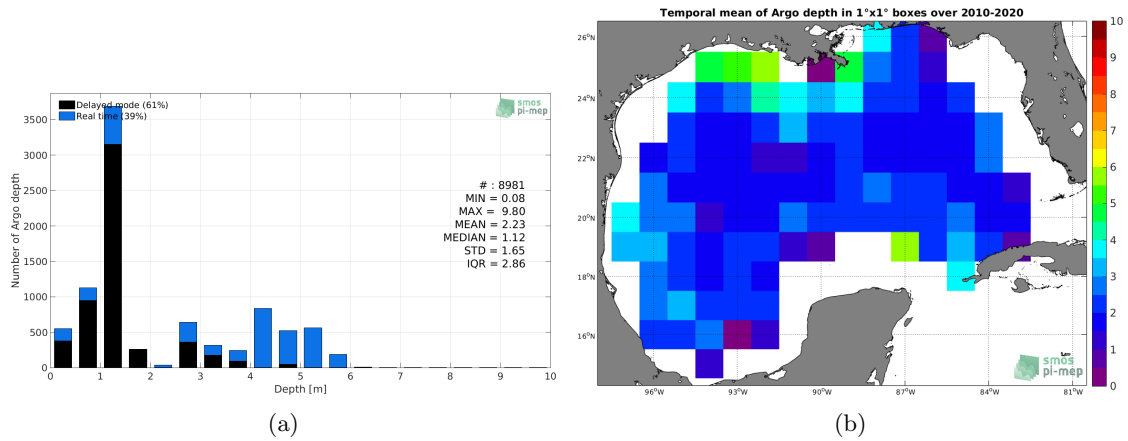 Delayed mode (61%)
Real time (39%)
smos
pi-mep
Number of Argo depth
3500
3000
2500
2000
1500
1000
500
0
# : 8981
MIN = 0.08
MAX = 9.80
MEAN = 2.23
MEDIAN = 1.12
STD = 1.65
IQR = 2.86
0 1 2 3 4 5 6 7 8 9 10
Depth [m]
(a)
Temporal mean of Argo depth in 1°x1° boxes over 2010-2020
26°N
24°N
22°N
20°N
18°N
16°N
96°W 93°W 90°W 87°W 84°W 81°W
smos
pi-mep
10
9
8
7
6
5
4
3
2
1
0
(b)